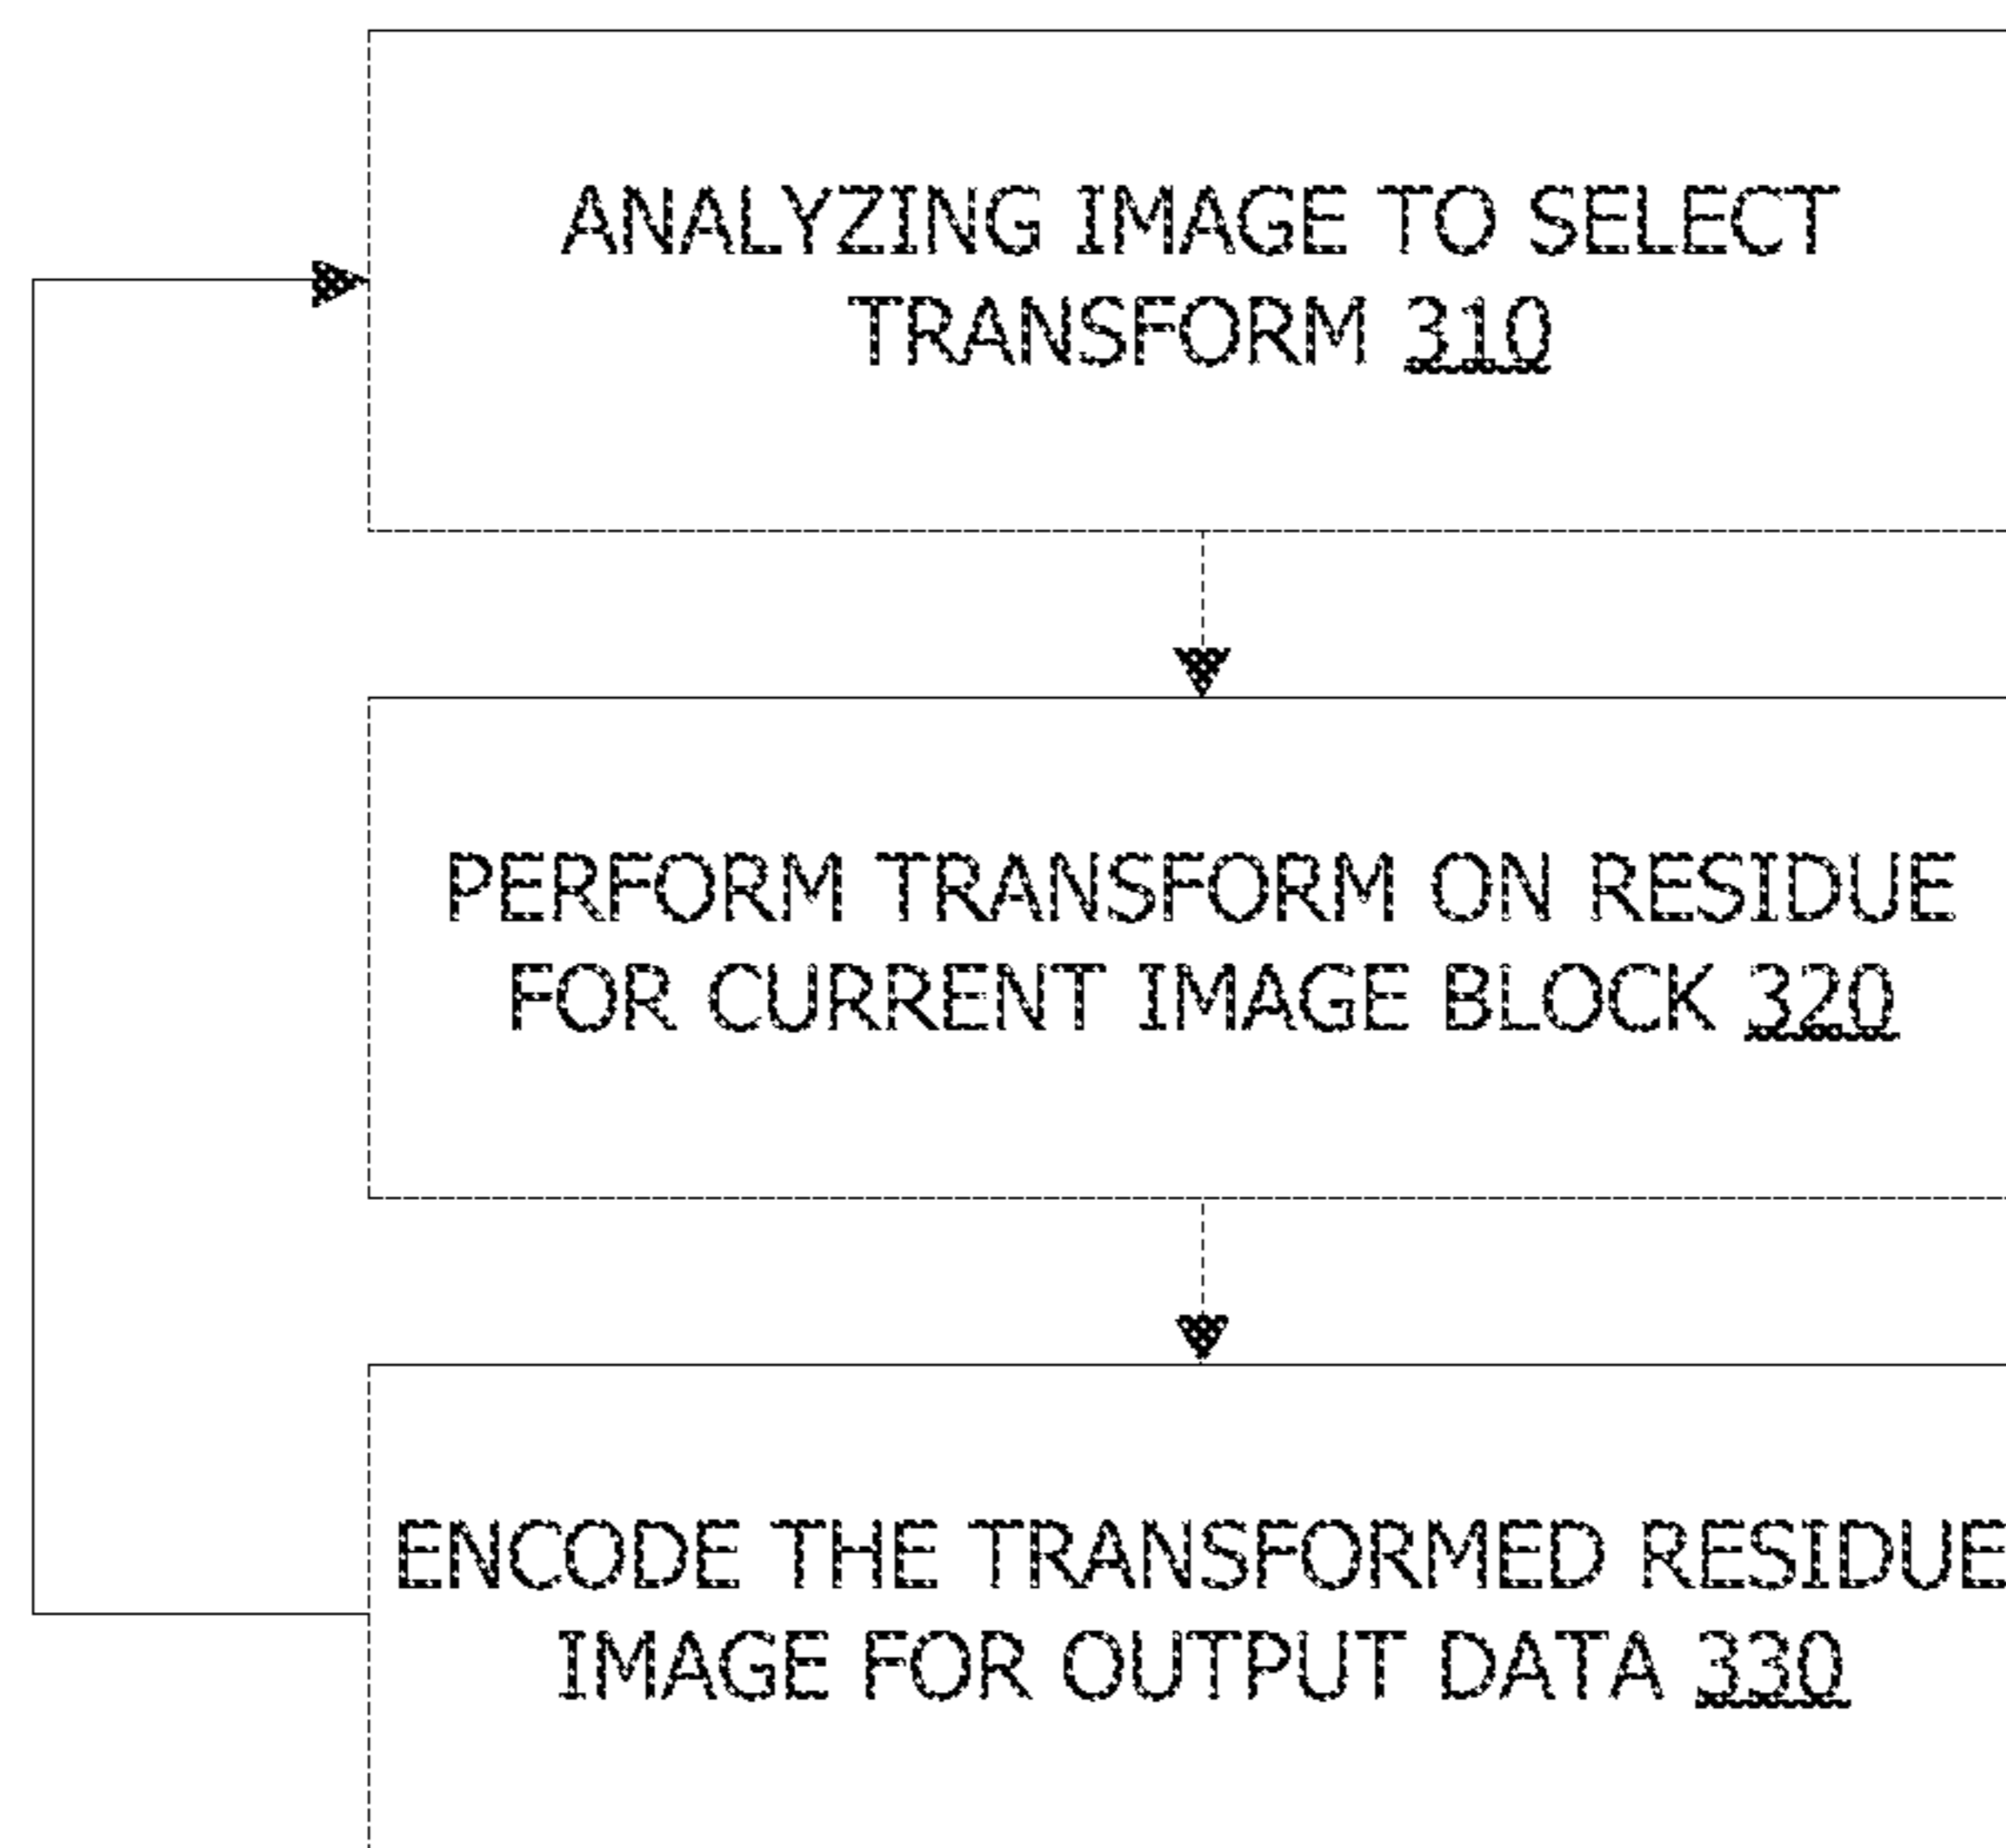 ANALYZING IMAGE TO SELECT
TRANSFORM 310
PERFORM TRANSFORM ON RESIDUE
FOR CURRENT IMAGE BLOCK 320
ENCODE THE TRANSFORMED RESIDUE
IMAGE FOR OUTPUT DATA 330